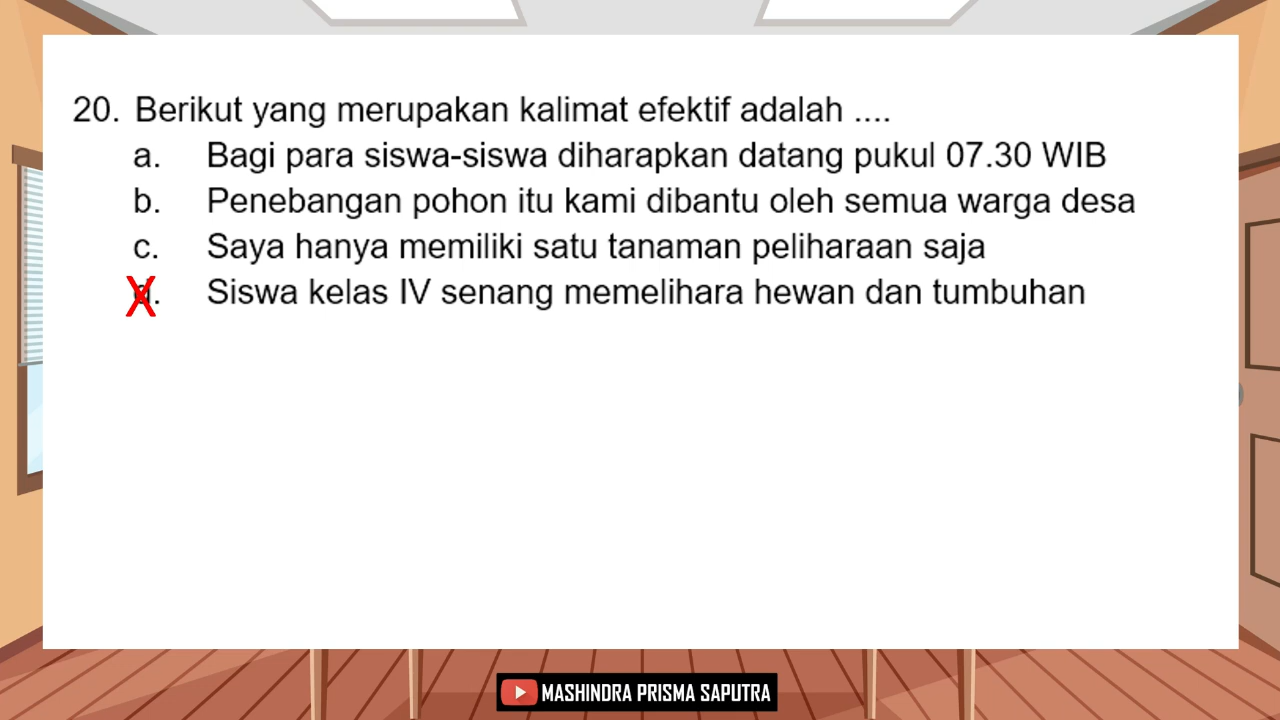 20. Berikut yang merupakan kalimat efektif adalah ....
a. Bagi para siswa-siswa diharapkan datang pukul 07.30 WIB
b. Penebangan pohon itu kami dibantu oleh semua warga desa
c. Saya hanya memiliki satu tanaman peliharaan saja
d. Siswa kelas IV senang memelihara hewan dan tumbuhan
MASHINDRA PRISMA SAPUTRA